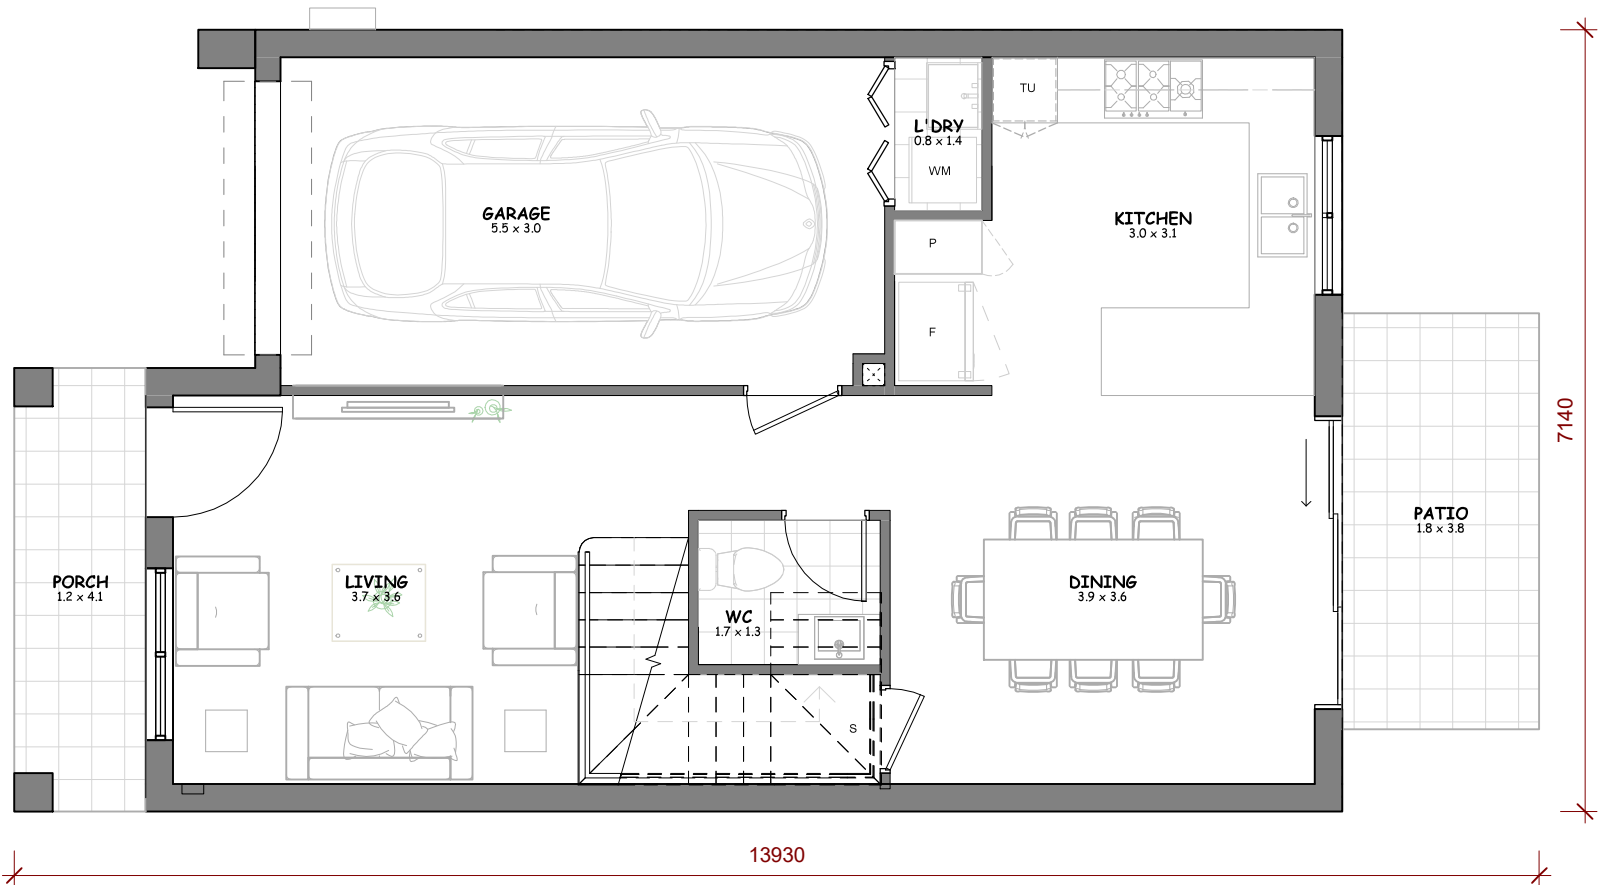 TU
L'DRY
0.8 x 1.4
WM
GARAGE
5.5 x 3.0
KITCHEN
3.0 x 3.1
P
F
7140
PATIO
1.8 x 3.8
PORCH
1.2 x 4.1
LIVING
3.7 x 3.6
DINING
3.9 x 3.6
WC
1.7 x 1.3
S
13930